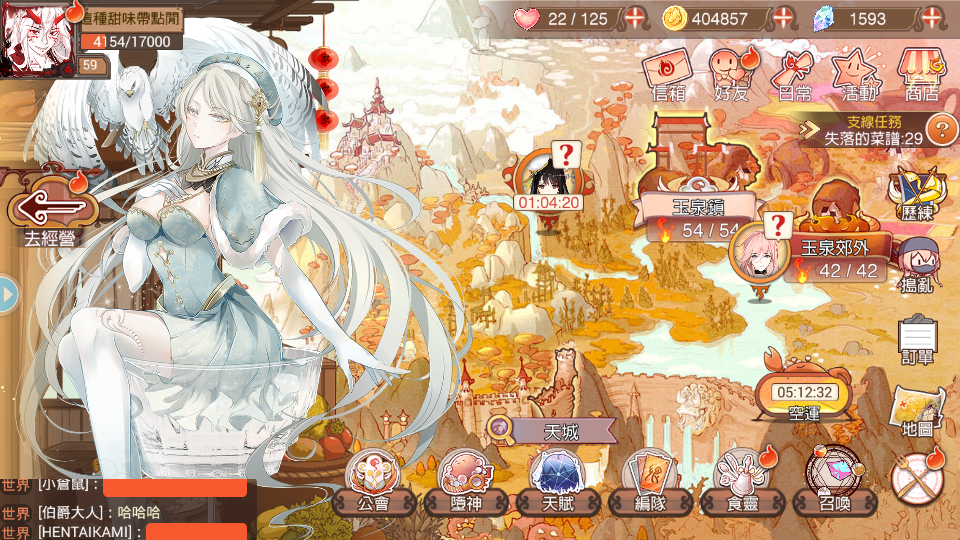 這種甜味帶點閒
4154/17000
59
22 / 125
404857
1593
信箱
好友
日常
活動
商店
支線任務
失落的菜譜:29
?
?
01:04:20
玉泉鎮
54 / 54
?
玉泉郊外
42 / 42
歷練
搗亂
訂單
地圖
去經營
05:12:32
空運
天城
公會
墮神
天賦
編隊
食靈
召喚
世界 [小倉鼠] :
世界 [伯爵大人] : 哈哈哈
世界 [HENTAIKAMI] :